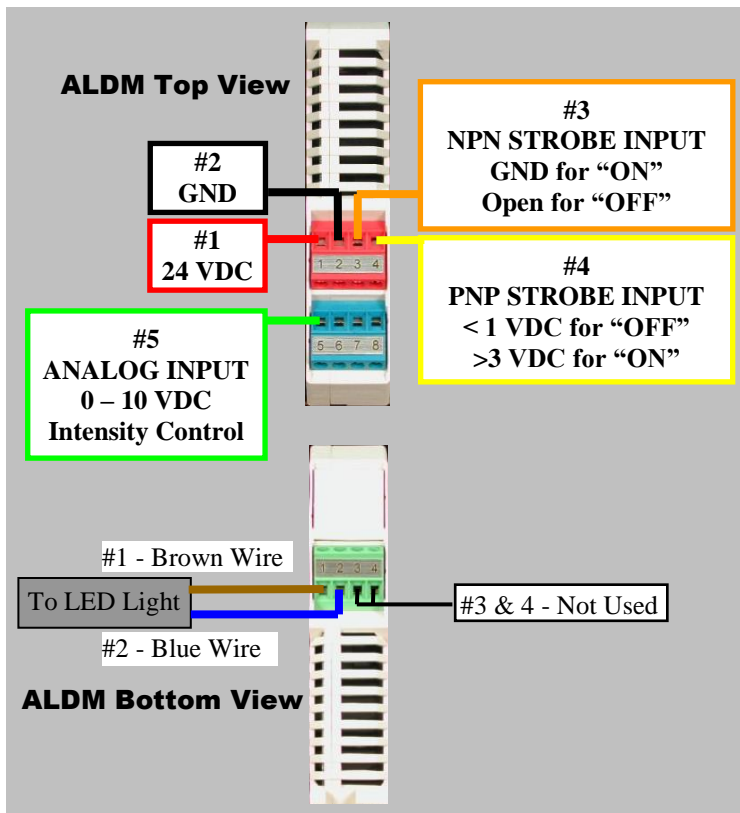 ALDM Top View
#3
NPN STROBE INPUT
GND for “ON”
Open for “OFF”
#2
GND
#1
24 VDC
1 2 3 4
#4
PNP STROBE INPUT
< 1 VDC for “OFF”
>3 VDC for “ON”
5 6 7 8
#5
ANALOG INPUT
0 – 10 VDC
Intensity Control
#1 - Brown Wire
1 2 3 4
To LED Light
#3 & 4 - Not Used
#2 - Blue Wire
ALDM Bottom View